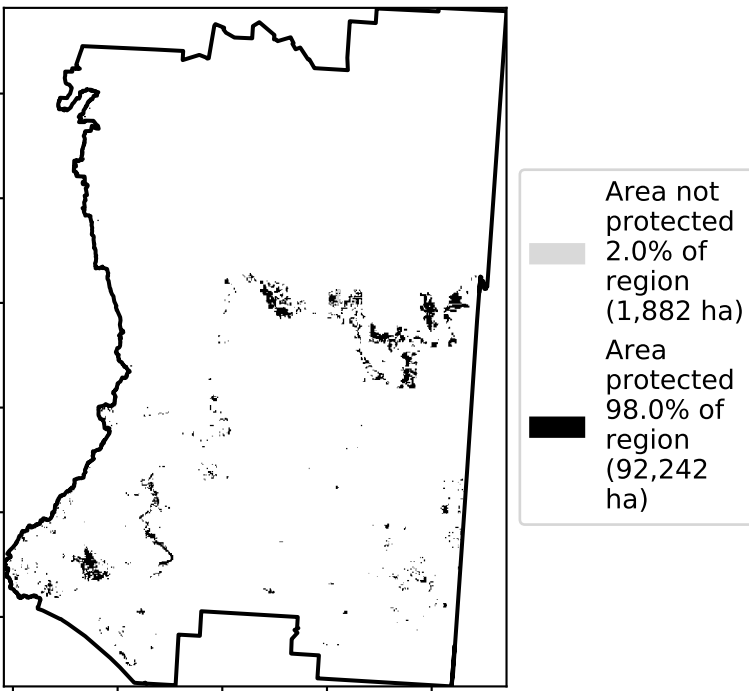 Area not
protected
2.0% of
region
(1,882 ha)
Area
protected
98.0% of
region
(92,242
ha)